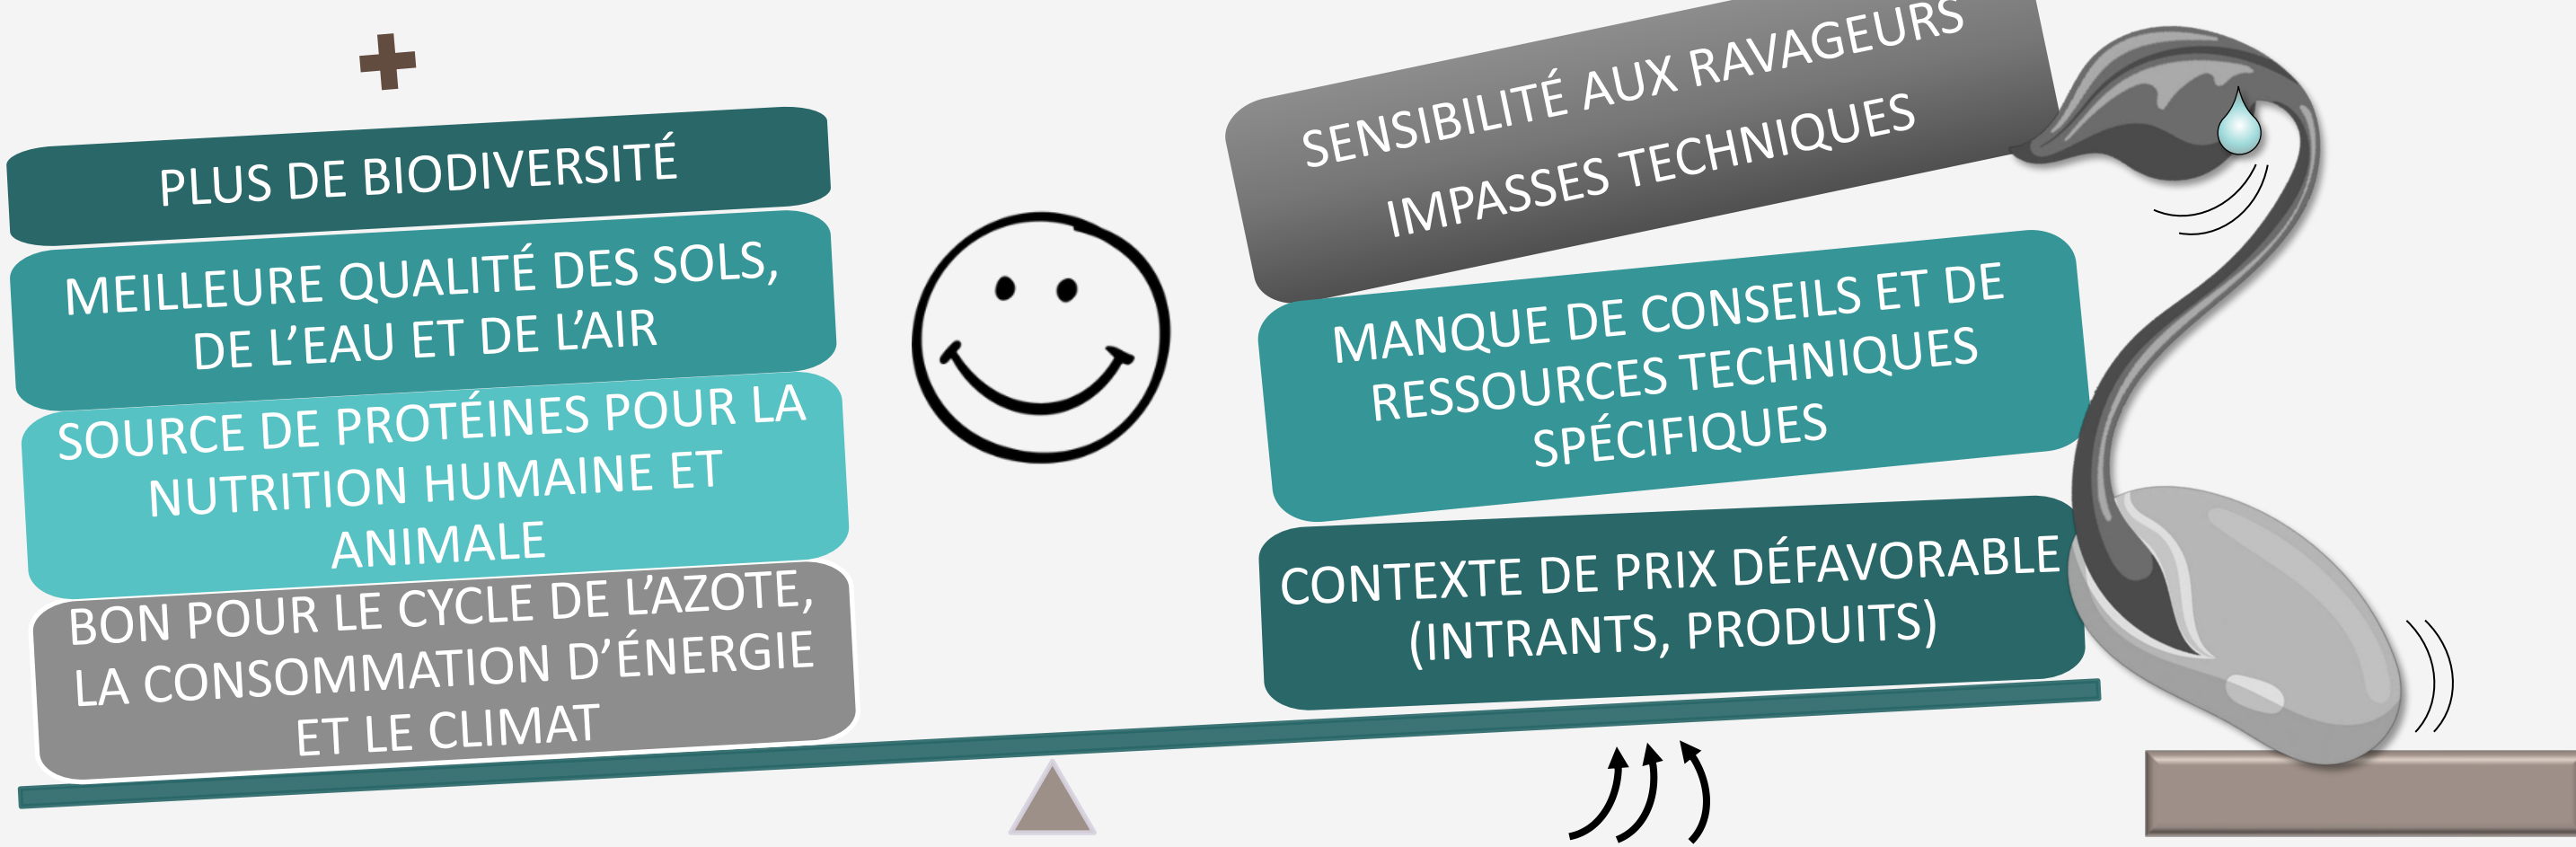 PLUS DE BIODIVERSITÉ
MEILLEURE QUALITÉ DES SOLS,
DE L’EAU ET DE L’AIR
SOURCE DE PROTÉINES POUR LA
NUTRITION HUMAINE ET
ANIMALE
BON POUR LE CYCLE DE L’AZOTE,
LA CONSOMMATION D’ÉNERGIE
ET LE CLIMAT
SENSIBILITÉ AUX RAVAGEURS
IMPASSES TECHNIQUES
MANQUE DE CONSEILS ET DE
RESSOURCES TECHNIQUES
SPÉCIFIQUES
CONTEXTE DE PRIX DÉFAVORABLE
(INTRANTS, PRODUITS)